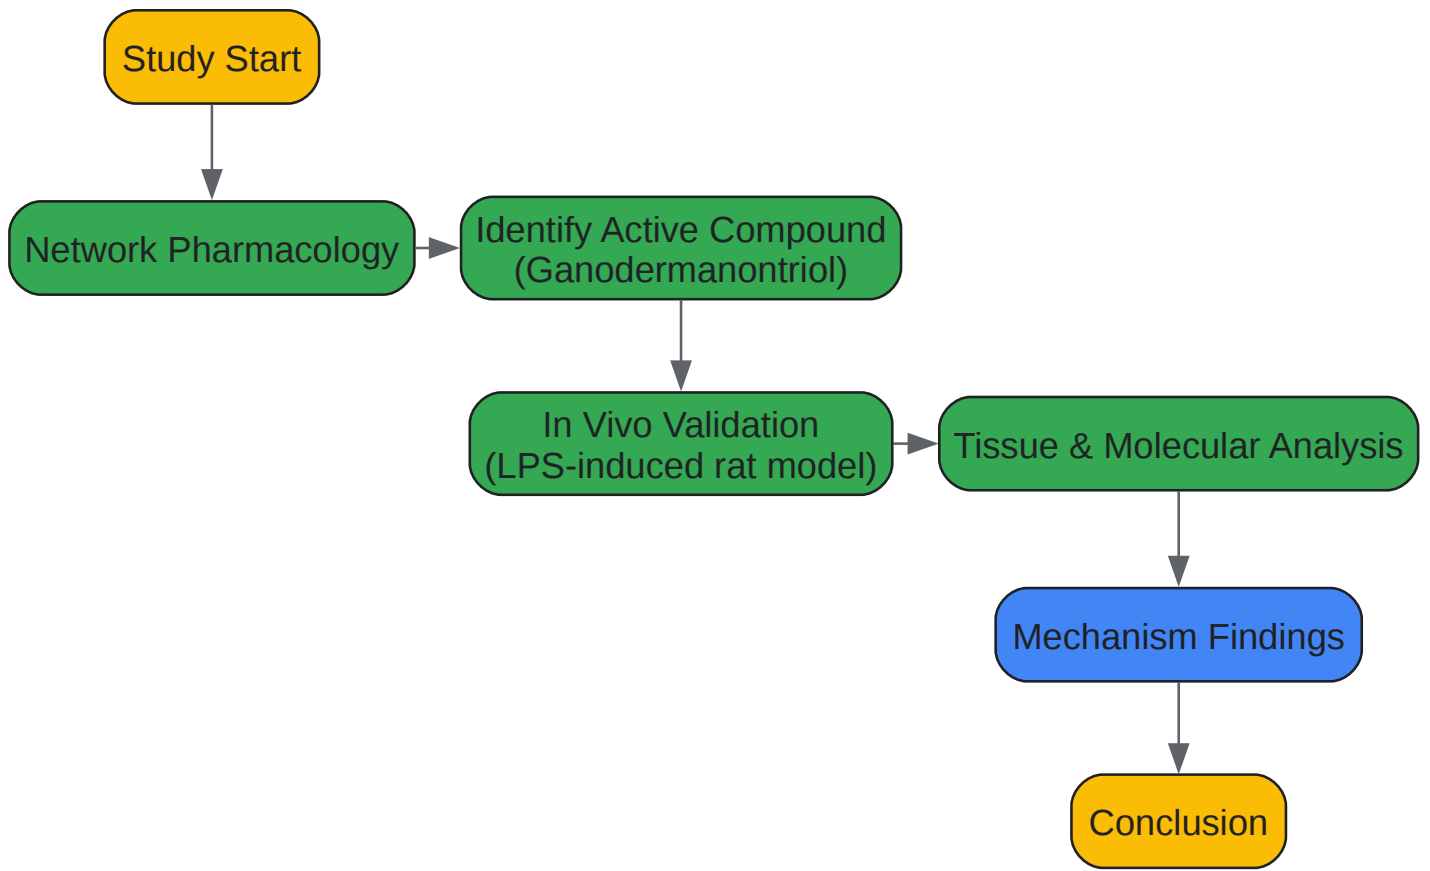 Study Start
Network Pharmacology
Identify Active Compound
(Ganodermanontriol)
In Vivo Validation
(LPS-induced rat model)
Tissue & Molecular Analysis
Mechanism Findings
Conclusion